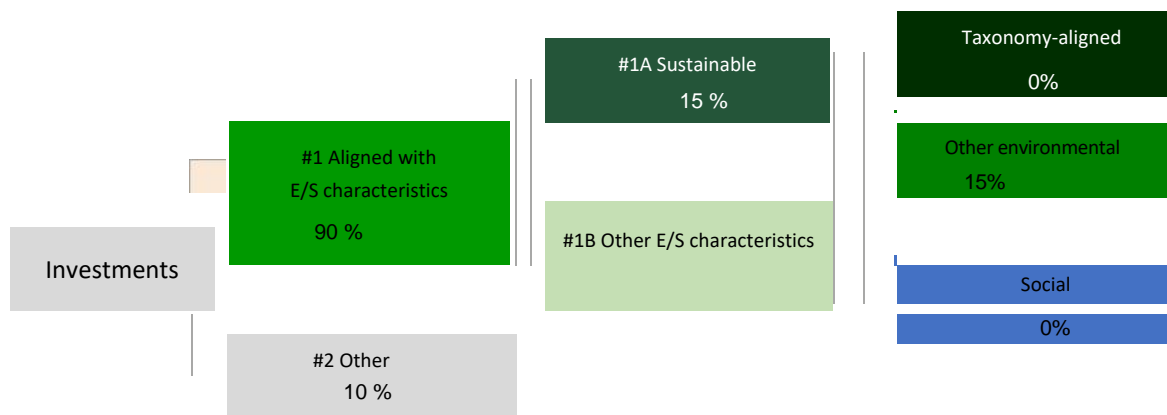 Investments
#1 Aligned with
E/S characteristics
90 %
#2 Other
10 %
#1A Sustainable
15 %
#1B Other E/S characteristics
Taxonomy-aligned
0%
Other environmental
15%
Social
0%